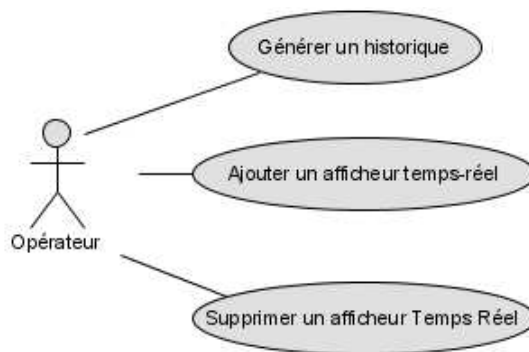 Générer un historique
Ajouter un afficheur temps-réel
Opérateur
Supprimer un afficheur Temps Réel